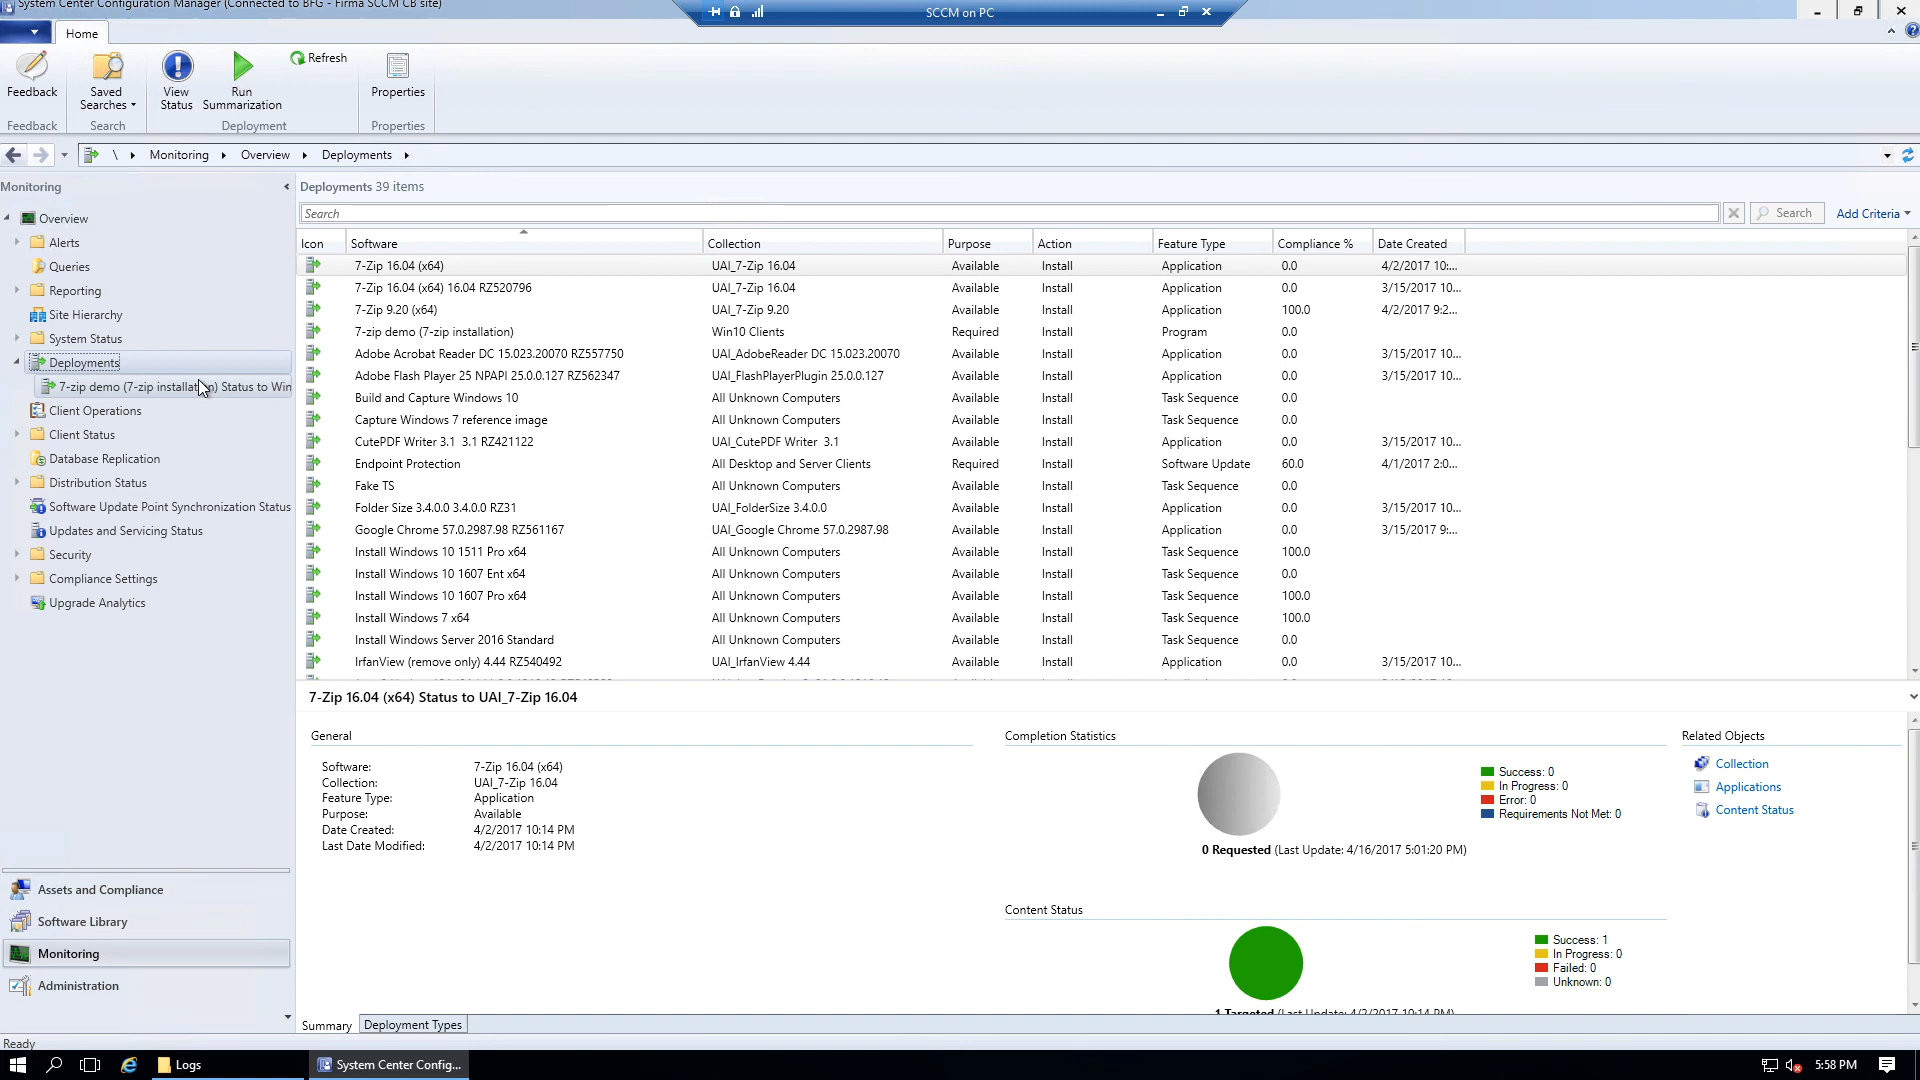 System Center Configuration Manager (Connected to BFG - Firma SCCM CB site)
SCCM on PC
Home
Feedback
Saved Searches
View Status
Run Summarization
Refresh
Properties
Feedback
Search
Deployment
Properties
\ Monitoring Overview Deployments
Monitoring
Overview
Alerts
Queries
Reporting
Site Hierarchy
System Status
Deployments
7-zip demo (7-zip installation) Status to Win
Client Operations
Client Status
Database Replication
Distribution Status
Software Update Point Synchronization Status
Updates and Servicing Status
Security
Compliance Settings
Upgrade Analytics
Assets and Compliance
Software Library
Monitoring
Administration
Deployments 39 items
Search
Search
Add Criteria
Icon Software Collection Purpose Action Feature Type Compliance % Date Created
7-Zip 16.04 (x64) UAI_7-Zip 16.04 Available Install Application 0.0 4/2/2017 10:...
7-Zip 16.04 (x64) 16.04 RZ520796 UAI_7-Zip 16.04 Available Install Application 0.0 3/15/2017 10...
7-Zip 9.20 (x64) UAI_7-Zip 9.20 Available Install Application 100.0 4/2/2017 9:2...
7-zip demo (7-zip installation) Win10 Clients Required Install Program 0.0
Adobe Acrobat Reader DC 15.023.20070 RZ557750 UAI_AdobeReader DC 15.023.20070 Available Install Application 0.0 3/15/2017 10...
Adobe Flash Player 25 NPAPI 25.0.0.127 RZ562347 UAI_FlashPlayerPlugin 25.0.0.127 Available Install Application 0.0 3/15/2017 10...
Build and Capture Windows 10 All Unknown Computers Available Install Task Sequence 0.0
Capture Windows 7 reference image All Unknown Computers Available Install Task Sequence 0.0
CutePDF Writer 3.1 3.1 RZ421122 UAI_CutePDF Writer 3.1 Available Install Application 0.0 3/15/2017 10...
Endpoint Protection All Desktop and Server Clients Required Install Software Update 60.0 4/1/2017 2:0...
Fake TS All Unknown Computers Available Install Task Sequence 0.0
Folder Size 3.4.0.0 3.4.0.0 RZ31 UAI_FolderSize 3.4.0.0 Available Install Application 0.0 3/15/2017 10...
Google Chrome 57.0.2987.98 RZ561167 UAI_Google Chrome 57.0.2987.98 Available Install Application 0.0 3/15/2017 9:...
Install Windows 10 1511 Pro x64 All Unknown Computers Available Install Task Sequence 100.0
Install Windows 10 1607 Ent x64 All Unknown Computers Available Install Task Sequence 0.0
Install Windows 10 1607 Pro x64 All Unknown Computers Available Install Task Sequence 100.0
Install Windows 7 x64 All Unknown Computers Available Install Task Sequence 100.0
Install Windows Server 2016 Standard All Unknown Computers Available Install Task Sequence 0.0
IrfanView (remove only) 4.44 RZ540492 UAI_IrfanView 4.44 Available Install Application 0.0 3/15/2017 10...
7-Zip 16.04 (x64) Status to UAI_7-Zip 16.04
General
Software: 7-Zip 16.04 (x64)
Collection: UAI_7-Zip 16.04
Feature Type: Application
Purpose: Available
Date Created: 4/2/2017 10:14 PM
Last Date Modified: 4/2/2017 10:14 PM
Completion Statistics
Success: 0
In Progress: 0
Error: 0
Requirements Not Met: 0
0 Requested (Last Update: 4/16/2017 5:01:20 PM)
Content Status
Success: 1
In Progress: 0
Failed: 0
Unknown: 0
1 Targeted (Last Update: 4/2/2017 10:14 PM)
Related Objects
Collection
Applications
Content Status
Summary Deployment Types
Ready
Logs
System Center Config...
5:58 PM